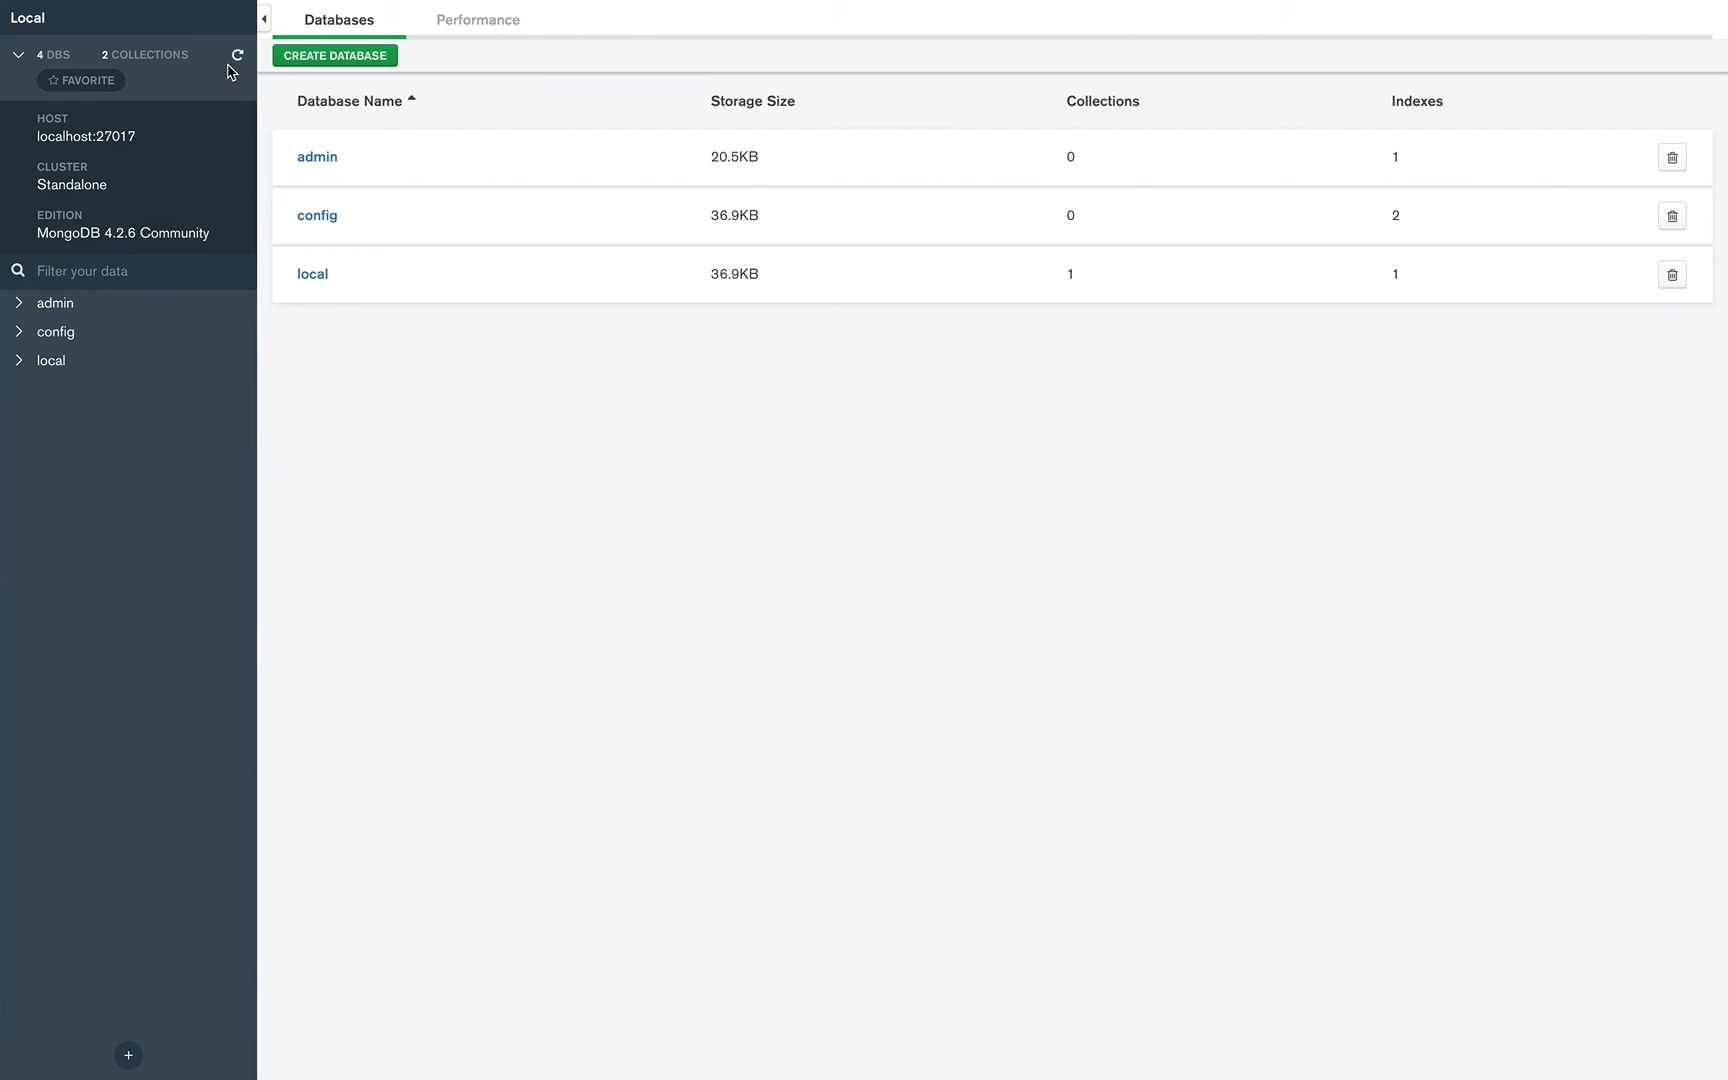 Local
4 DBS 2 COLLECTIONS
FAVORITE
HOST
localhost:27017
CLUSTER
Standalone
EDITION
MongoDB 4.2.6 Community
Filter your data
admin
config
local
Databases Performance
CREATE DATABASE
Database Name Storage Size Collections Indexes
admin 20.5KB 0 1
config 36.9KB 0 2
local 36.9KB 1 1